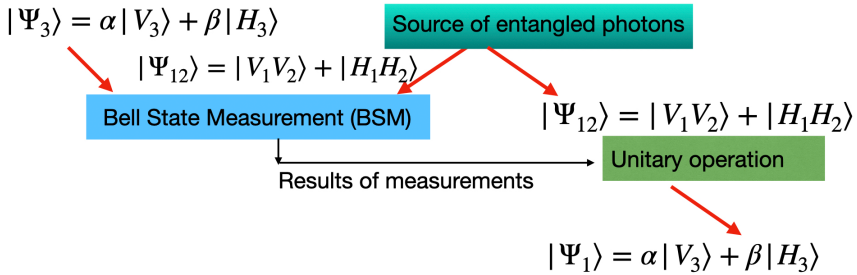 |Ψ₃⟩ = α|V₃⟩ + β|H₃⟩
Source of entangled photons
|Ψ₁₂⟩ = |V₁V₂⟩ + |H₁H₂⟩
Bell State Measurement (BSM)
|Ψ₁₂⟩ = |V₁V₂⟩ + |H₁H₂⟩
Unitary operation
Results of measurements
|Ψ₁⟩ = α|V₃⟩ + β|H₃⟩